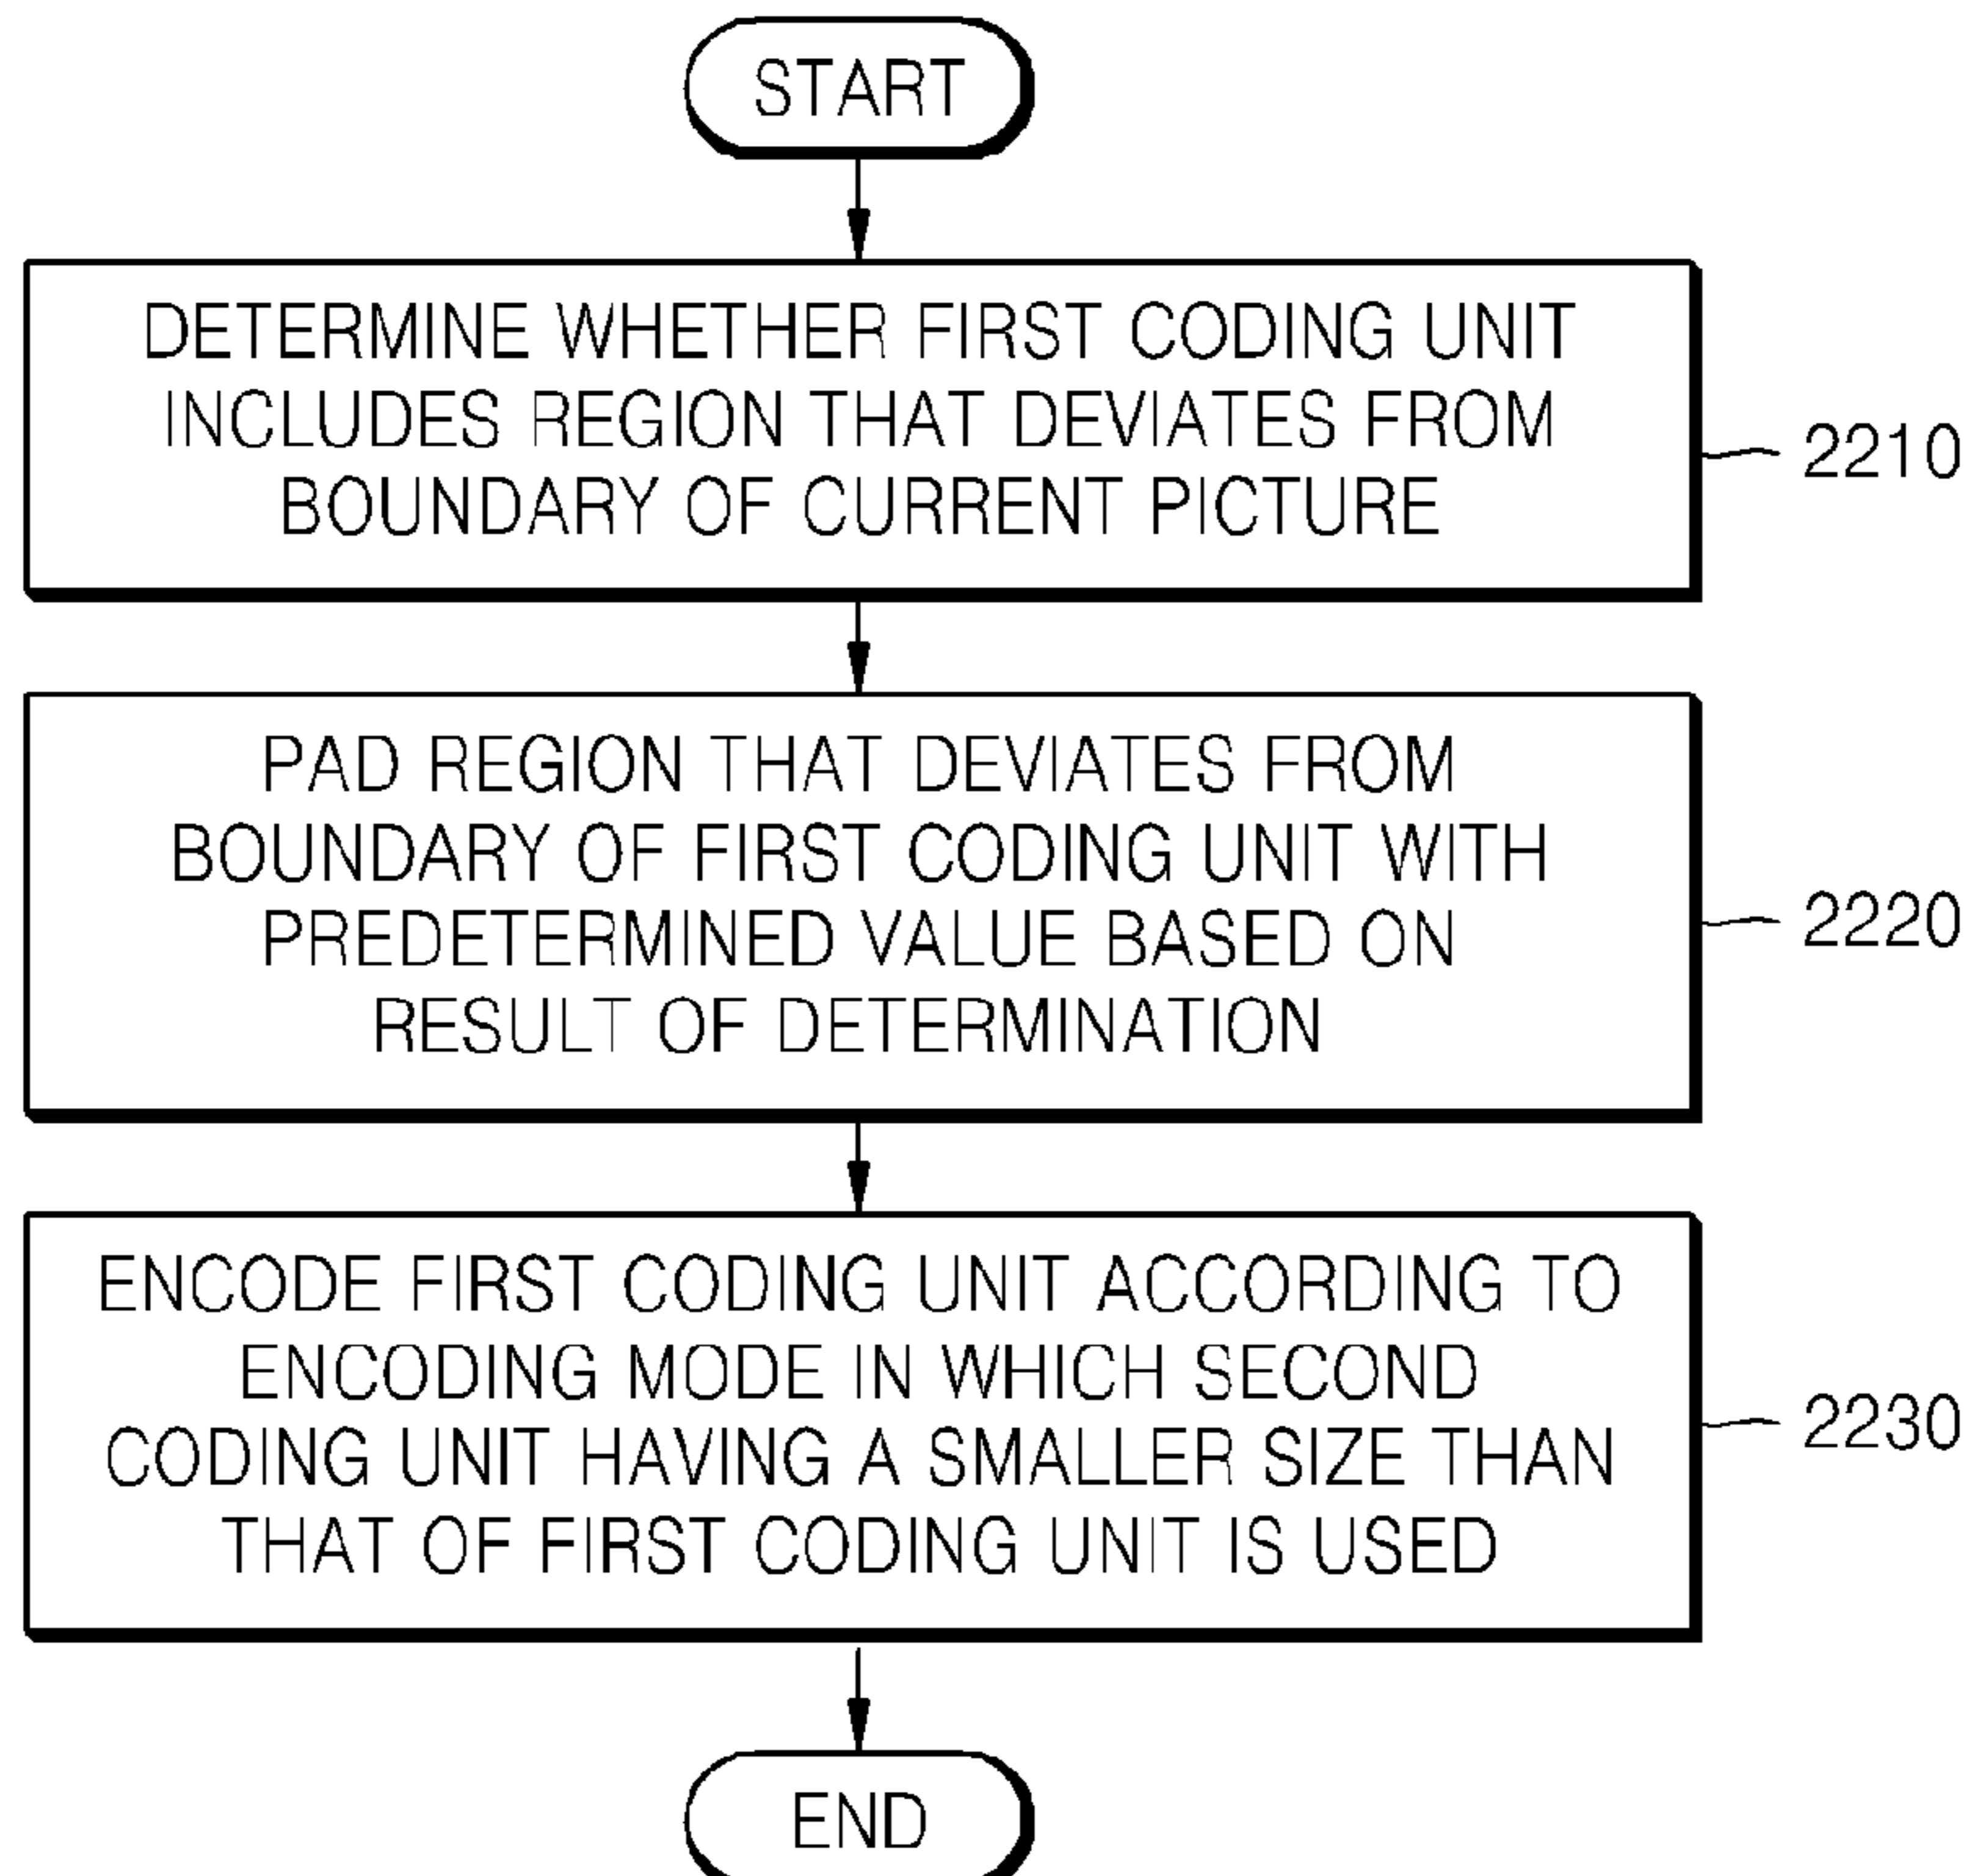 START
DETERMINE WHETHER FIRST CODING UNIT
INCLUDES REGION THAT DEVIATES FROM
BOUNDARY OF CURRENT PICTURE
2210
PAD REGION THAT DEVIATES FROM
BOUNDARY OF FIRST CODING UNIT WITH
PREDETERMINED VALUE BASED ON
RESULT OF DETERMINATION
2220
ENCODE FIRST CODING UNIT ACCORDING TO
ENCODING MODE IN WHICH SECOND
CODING UNIT HAVING A SMALLER SIZE THAN
THAT OF FIRST CODING UNIT IS USED
2230
END